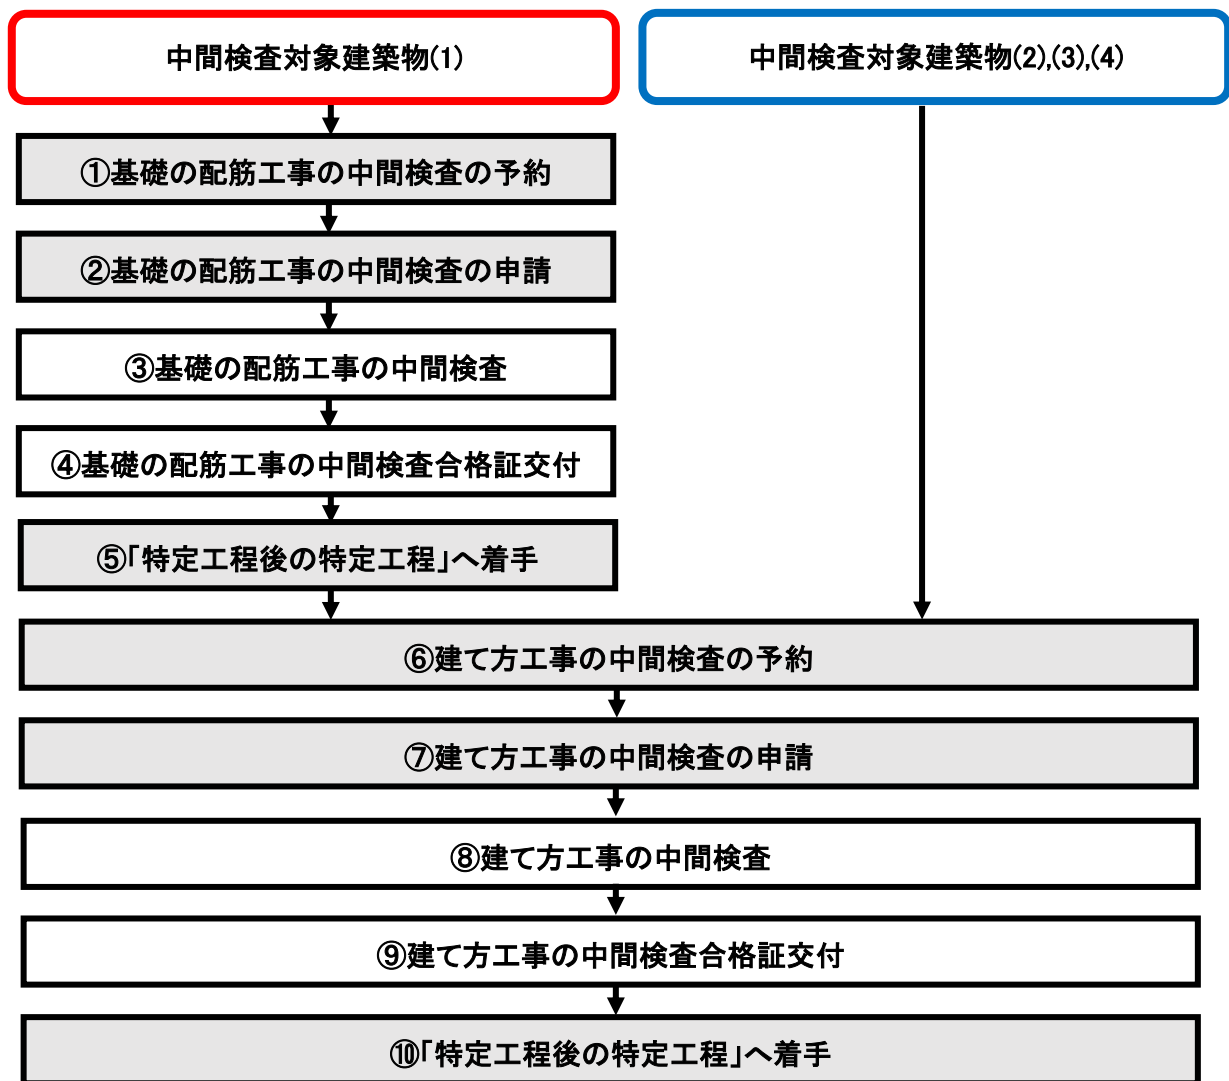 中間検査対象建築物(1)
中間検査対象建築物(2),(3),(4)
①基礎の配筋工事の中間検査の予約
②基礎の配筋工事の中間検査の申請
③基礎の配筋工事の中間検査
④基礎の配筋工事の中間検査合格証交付
⑤「特定工程後の特定工程」へ着手
⑥建て方工事の中間検査の予約
⑦建て方工事の中間検査の申請
⑧建て方工事の中間検査
⑨建て方工事の中間検査合格証交付
⑩「特定工程後の特定工程」へ着手